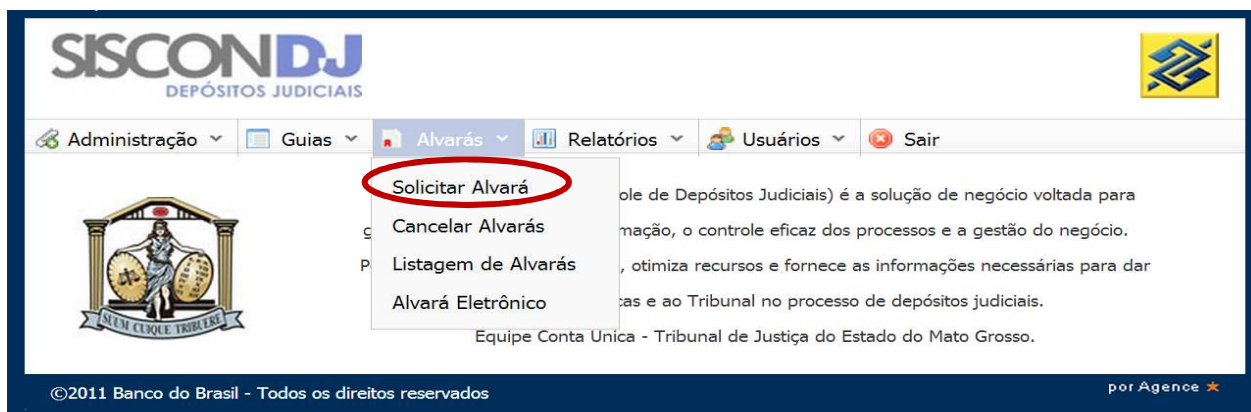 SISCONDJ
DEPÓSITOS JUDICIAIS
Administração Guias Alvarás Relatórios Usuários Sair
Solicitar Alvará
Cancelar Alvarás
Listagem de Alvarás
Alvará Eletrônico
ole de Depósitos Judiciais) é a solução de negócio voltada para
mação, o controle eficaz dos processos e a gestão do negócio.
, otimiza recursos e fornece as informações necessárias para dar
as e ao Tribunal no processo de depósitos judiciais.
Equipe Conta Única - Tribunal de Justiça do Estado do Mato Grosso.
SUUM CUIQUE TRIBUERE
©2011 Banco do Brasil - Todos os direitos reservados
por Agence